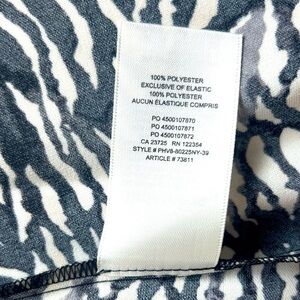 100% POLYESTER
EXCLUSIVE OF ELASTIC
100% POLYESTER
AUCUN ÉLASTIQUE COMPRIS
PO 4500107870
PO 4500107871
PO 4500107872
CA 23725 RN 122354
STYLE # PHV8-80225NY-39
ARTICLE # 73811